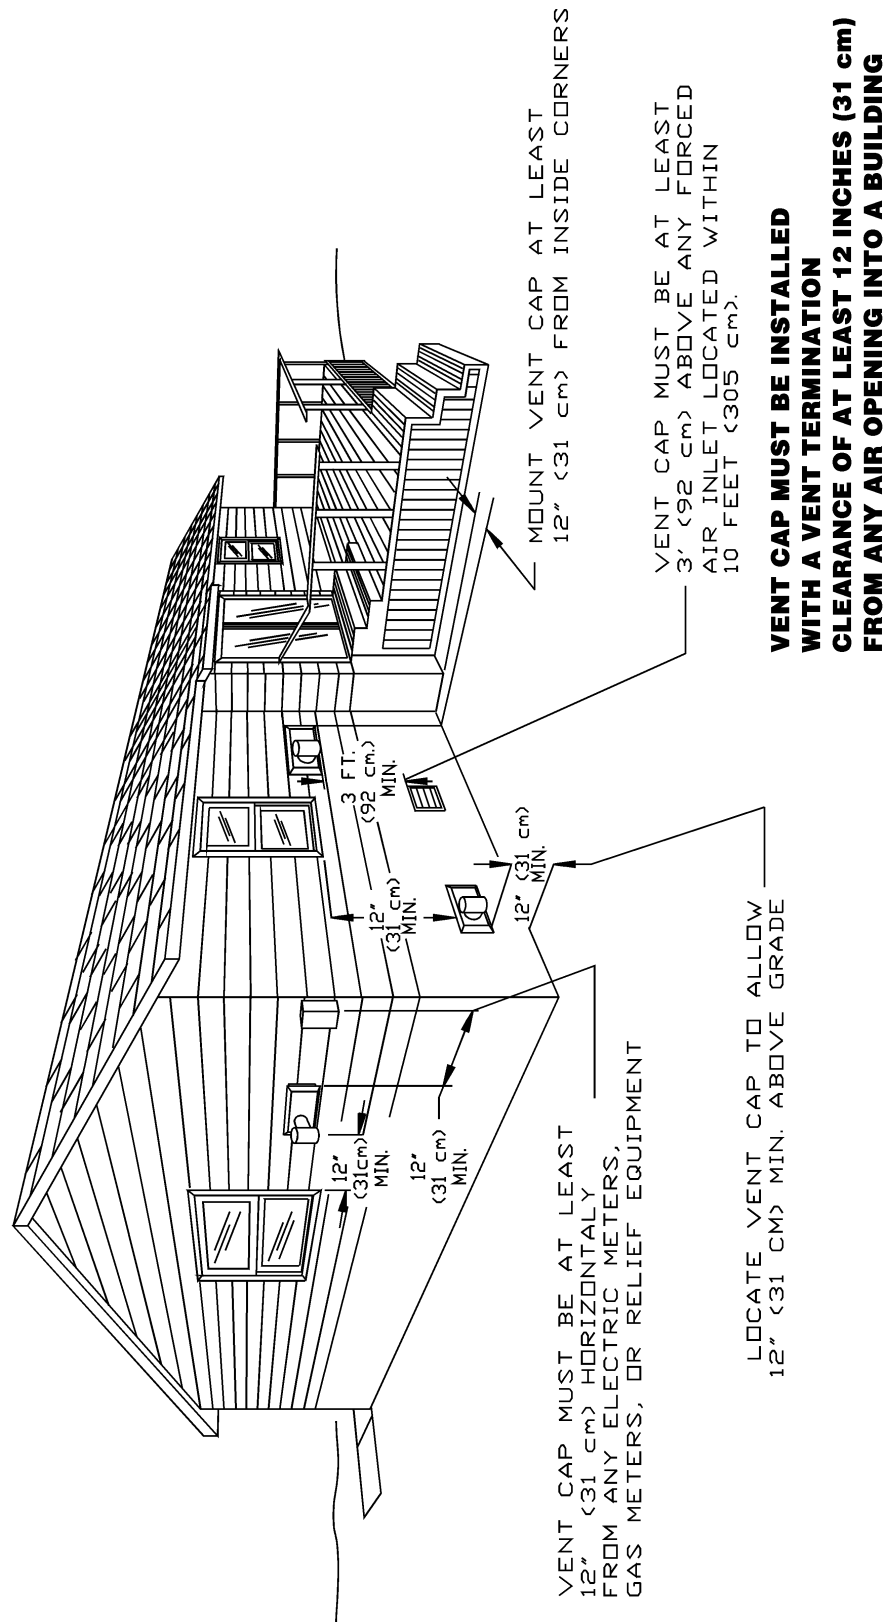 MOUNT VENT CAP AT LEAST
12" (31 cm) FROM INSIDE CORNERS
VENT CAP MUST BE AT LEAST
3' (92 cm) ABOVE ANY FORCED
AIR INLET LOCATED WITHIN
10 FEET (305 cm).
VENT CAP MUST BE INSTALLED
WITH A VENT TERMINATION
CLEARANCE OF AT LEAST 12 INCHES (31 cm)
FROM ANY AIR OPENING INTO A BUILDING
3 FT.
(92 cm.)
MIN.
12"
(31 cm)
MIN.
12" (31 cm)
MIN.
12"
(31cm)
MIN.
12"
(31 cm)
MIN.
VENT CAP MUST BE AT LEAST
12" (31 cm) HORIZONTALY
FROM ANY ELECTRIC METERS,
GAS METERS, OR RELIEF EQUIPMENT
LOCATE VENT CAP TO ALLOW
12" (31 CM) MIN. ABOVE GRADE